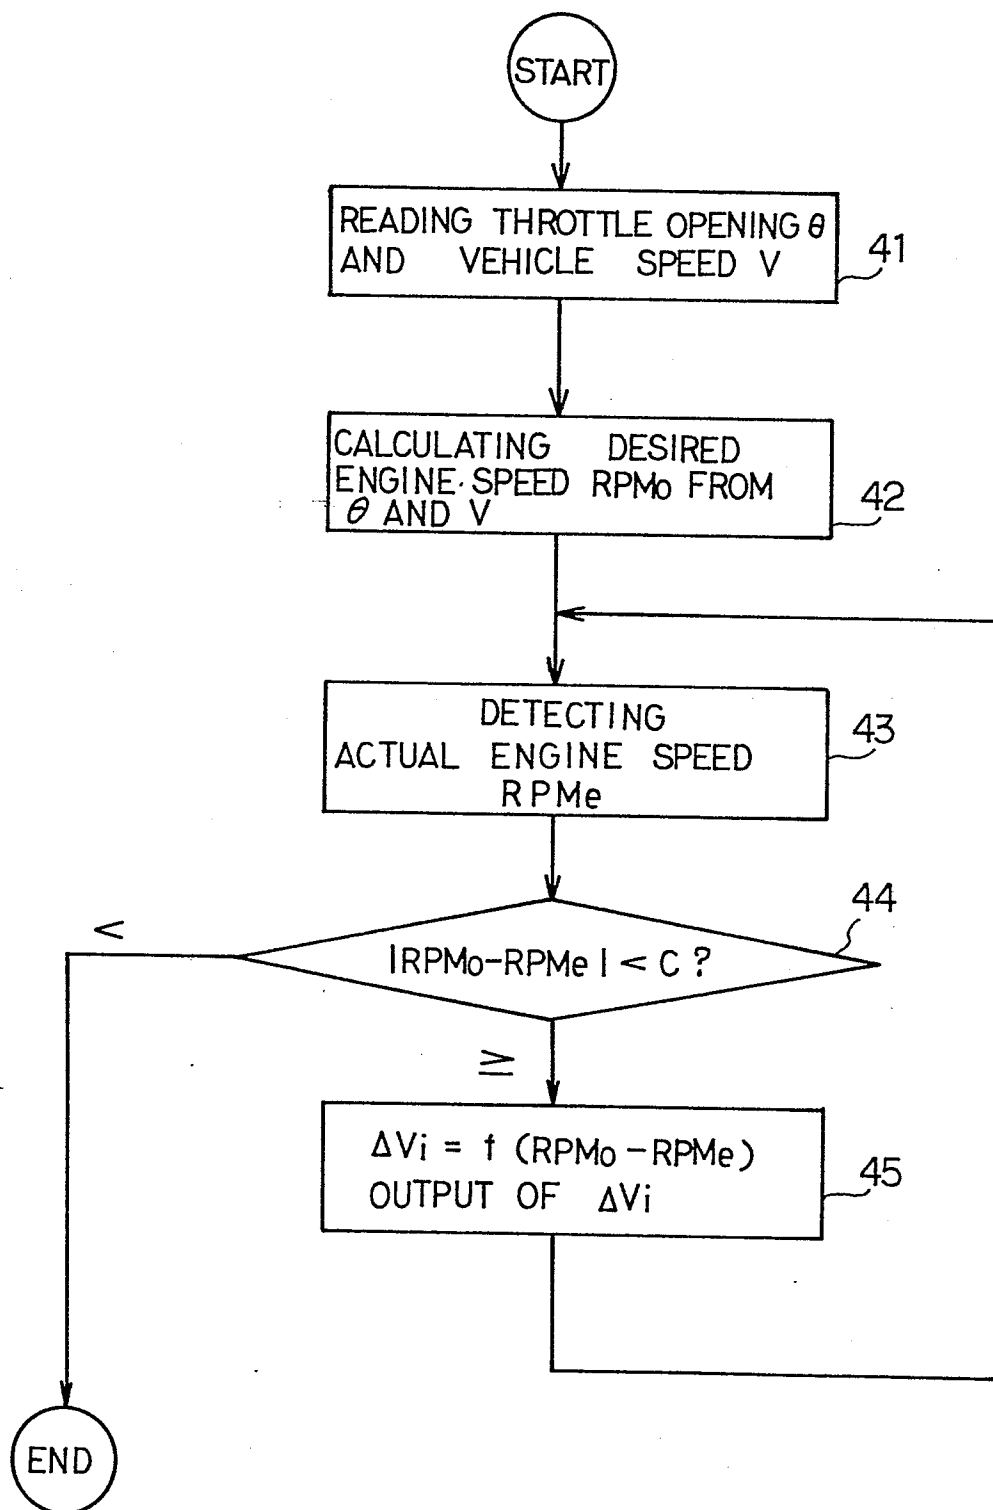 START
READING THROTTLE OPENING θ
AND VEHICLE SPEED V
41
CALCULATING DESIRED
ENGINE·SPEED RPMo FROM
θ AND V
42
DETECTING
ACTUAL ENGINE SPEED
RPMe
43
44
<
|RPMo-RPMe| < C ?
≥
ΔVi = f (RPMo-RPMe)
OUTPUT OF ΔVi
45
END